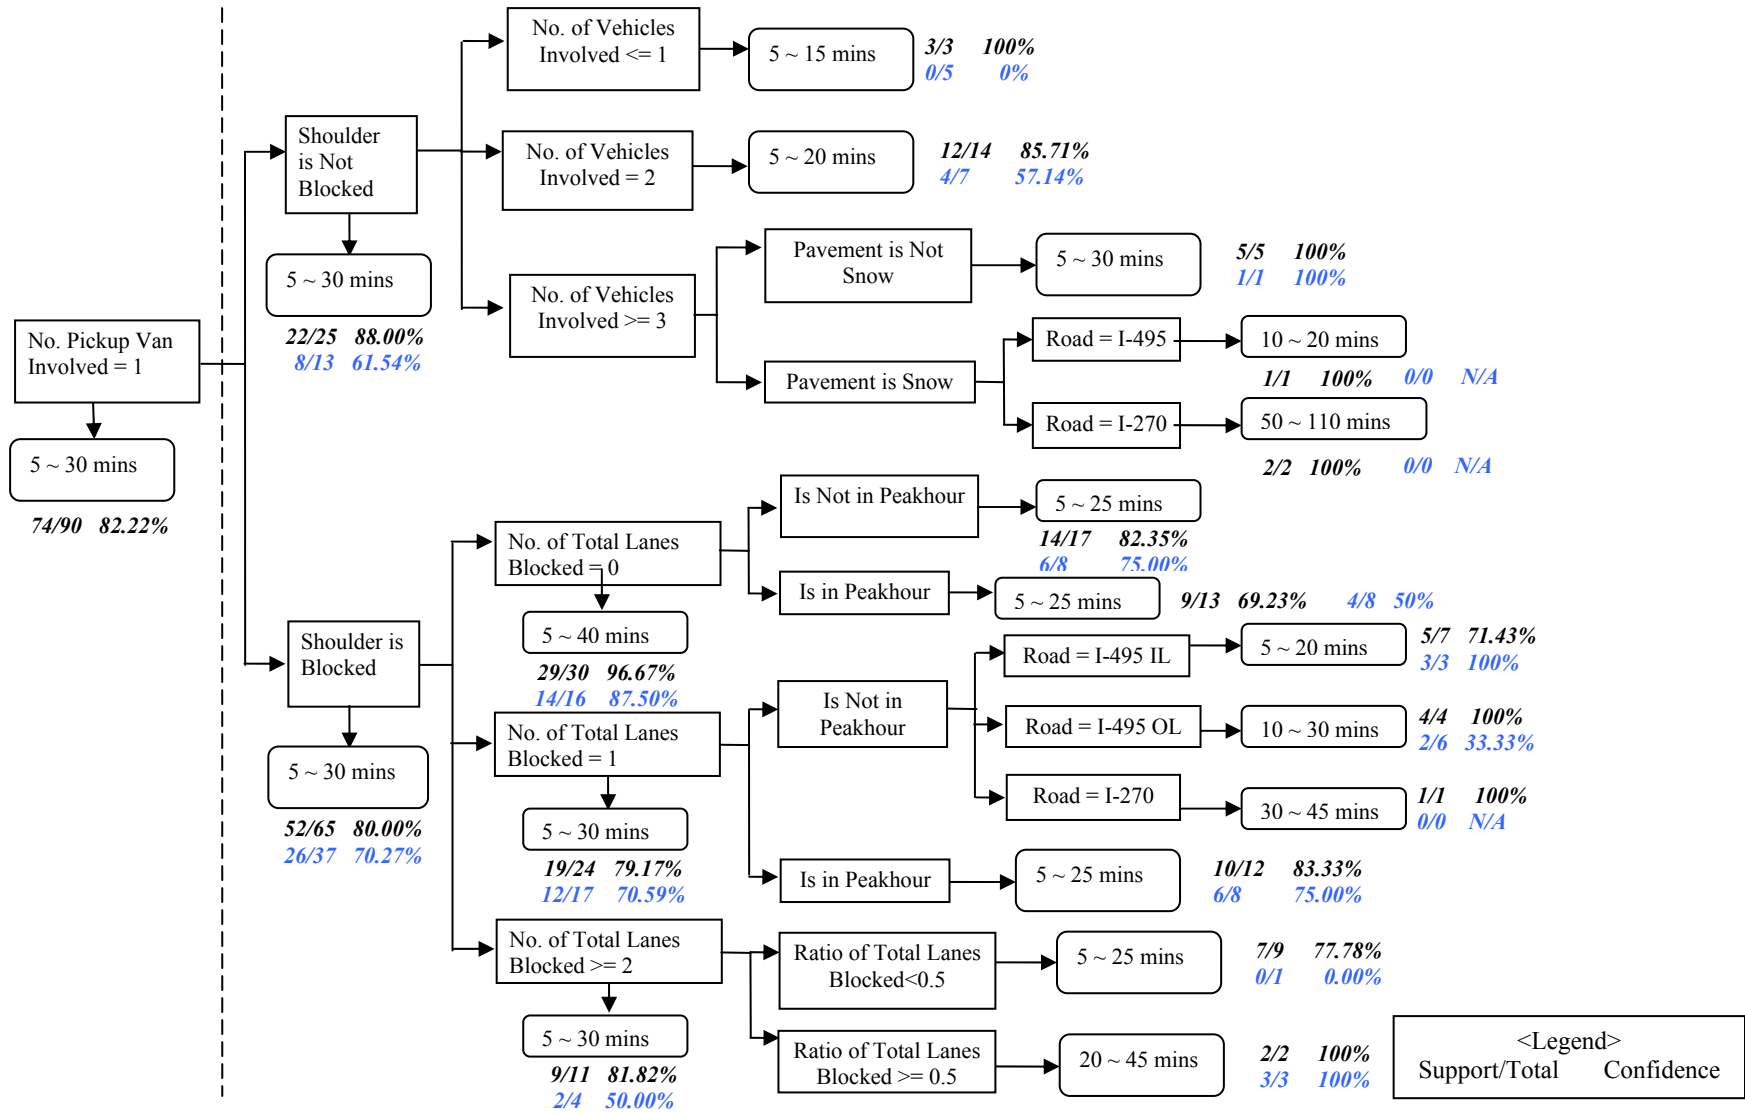 No. Pickup Van
Involved = 1
5 ~ 30 mins
74/90 82.22%
Shoulder
is Not
Blocked
5 ~ 30 mins
22/25 88.00%
8/13 61.54%
No. of Vehicles
Involved <= 1
5 ~ 15 mins
3/3 100%
0/5 0%
No. of Vehicles
Involved = 2
5 ~ 20 mins
12/14 85.71%
4/7 57.14%
No. of Vehicles
Involved >= 3
Pavement is Not
Snow
5 ~ 30 mins
5/5 100%
1/1 100%
Pavement is Snow
Road = I-495
10 ~ 20 mins
1/1 100% 0/0 N/A
Road = I-270
50 ~ 110 mins
2/2 100% 0/0 N/A
Shoulder is
Blocked
5 ~ 30 mins
52/65 80.00%
26/37 70.27%
No. of Total Lanes
Blocked = 0
5 ~ 40 mins
29/30 96.67%
14/16 87.50%
Is Not in Peakhour
5 ~ 25 mins
14/17 82.35%
6/8 75.00%
Is in Peakhour
5 ~ 25 mins
9/13 69.23% 4/8 50%
No. of Total Lanes
Blocked = 1
5 ~ 30 mins
19/24 79.17%
12/17 70.59%
Is Not in
Peakhour
Road = I-495 IL
5 ~ 20 mins
5/7 71.43%
3/3 100%
Road = I-495 OL
10 ~ 30 mins
4/4 100%
2/6 33.33%
Road = I-270
30 ~ 45 mins
1/1 100%
0/0 N/A
Is in Peakhour
5 ~ 25 mins
10/12 83.33%
6/8 75.00%
No. of Total Lanes
Blocked >= 2
5 ~ 30 mins
9/11 81.82%
2/4 50.00%
Ratio of Total Lanes
Blocked<0.5
5 ~ 25 mins
7/9 77.78%
0/1 0.00%
Ratio of Total Lanes
Blocked >= 0.5
20 ~ 45 mins
2/2 100%
3/3 100%
<Legend>
Support/Total Confidence